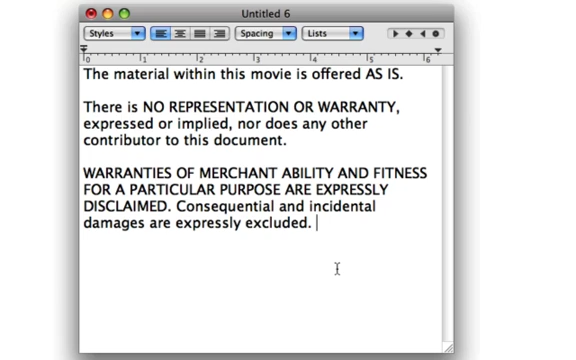 Untitled 6
Styles Spacing Lists
0 1 2 3 4 5 6
The material within this movie is offered AS IS.
There is NO REPRESENTATION OR WARRANTY,
expressed or implied, nor does any other
contributor to this document.
WARRANTIES OF MERCHANT ABILITY AND FITNESS
FOR A PARTICULAR PURPOSE ARE EXPRESSLY
DISCLAIMED. Consequential and incidental
damages are expressly excluded.